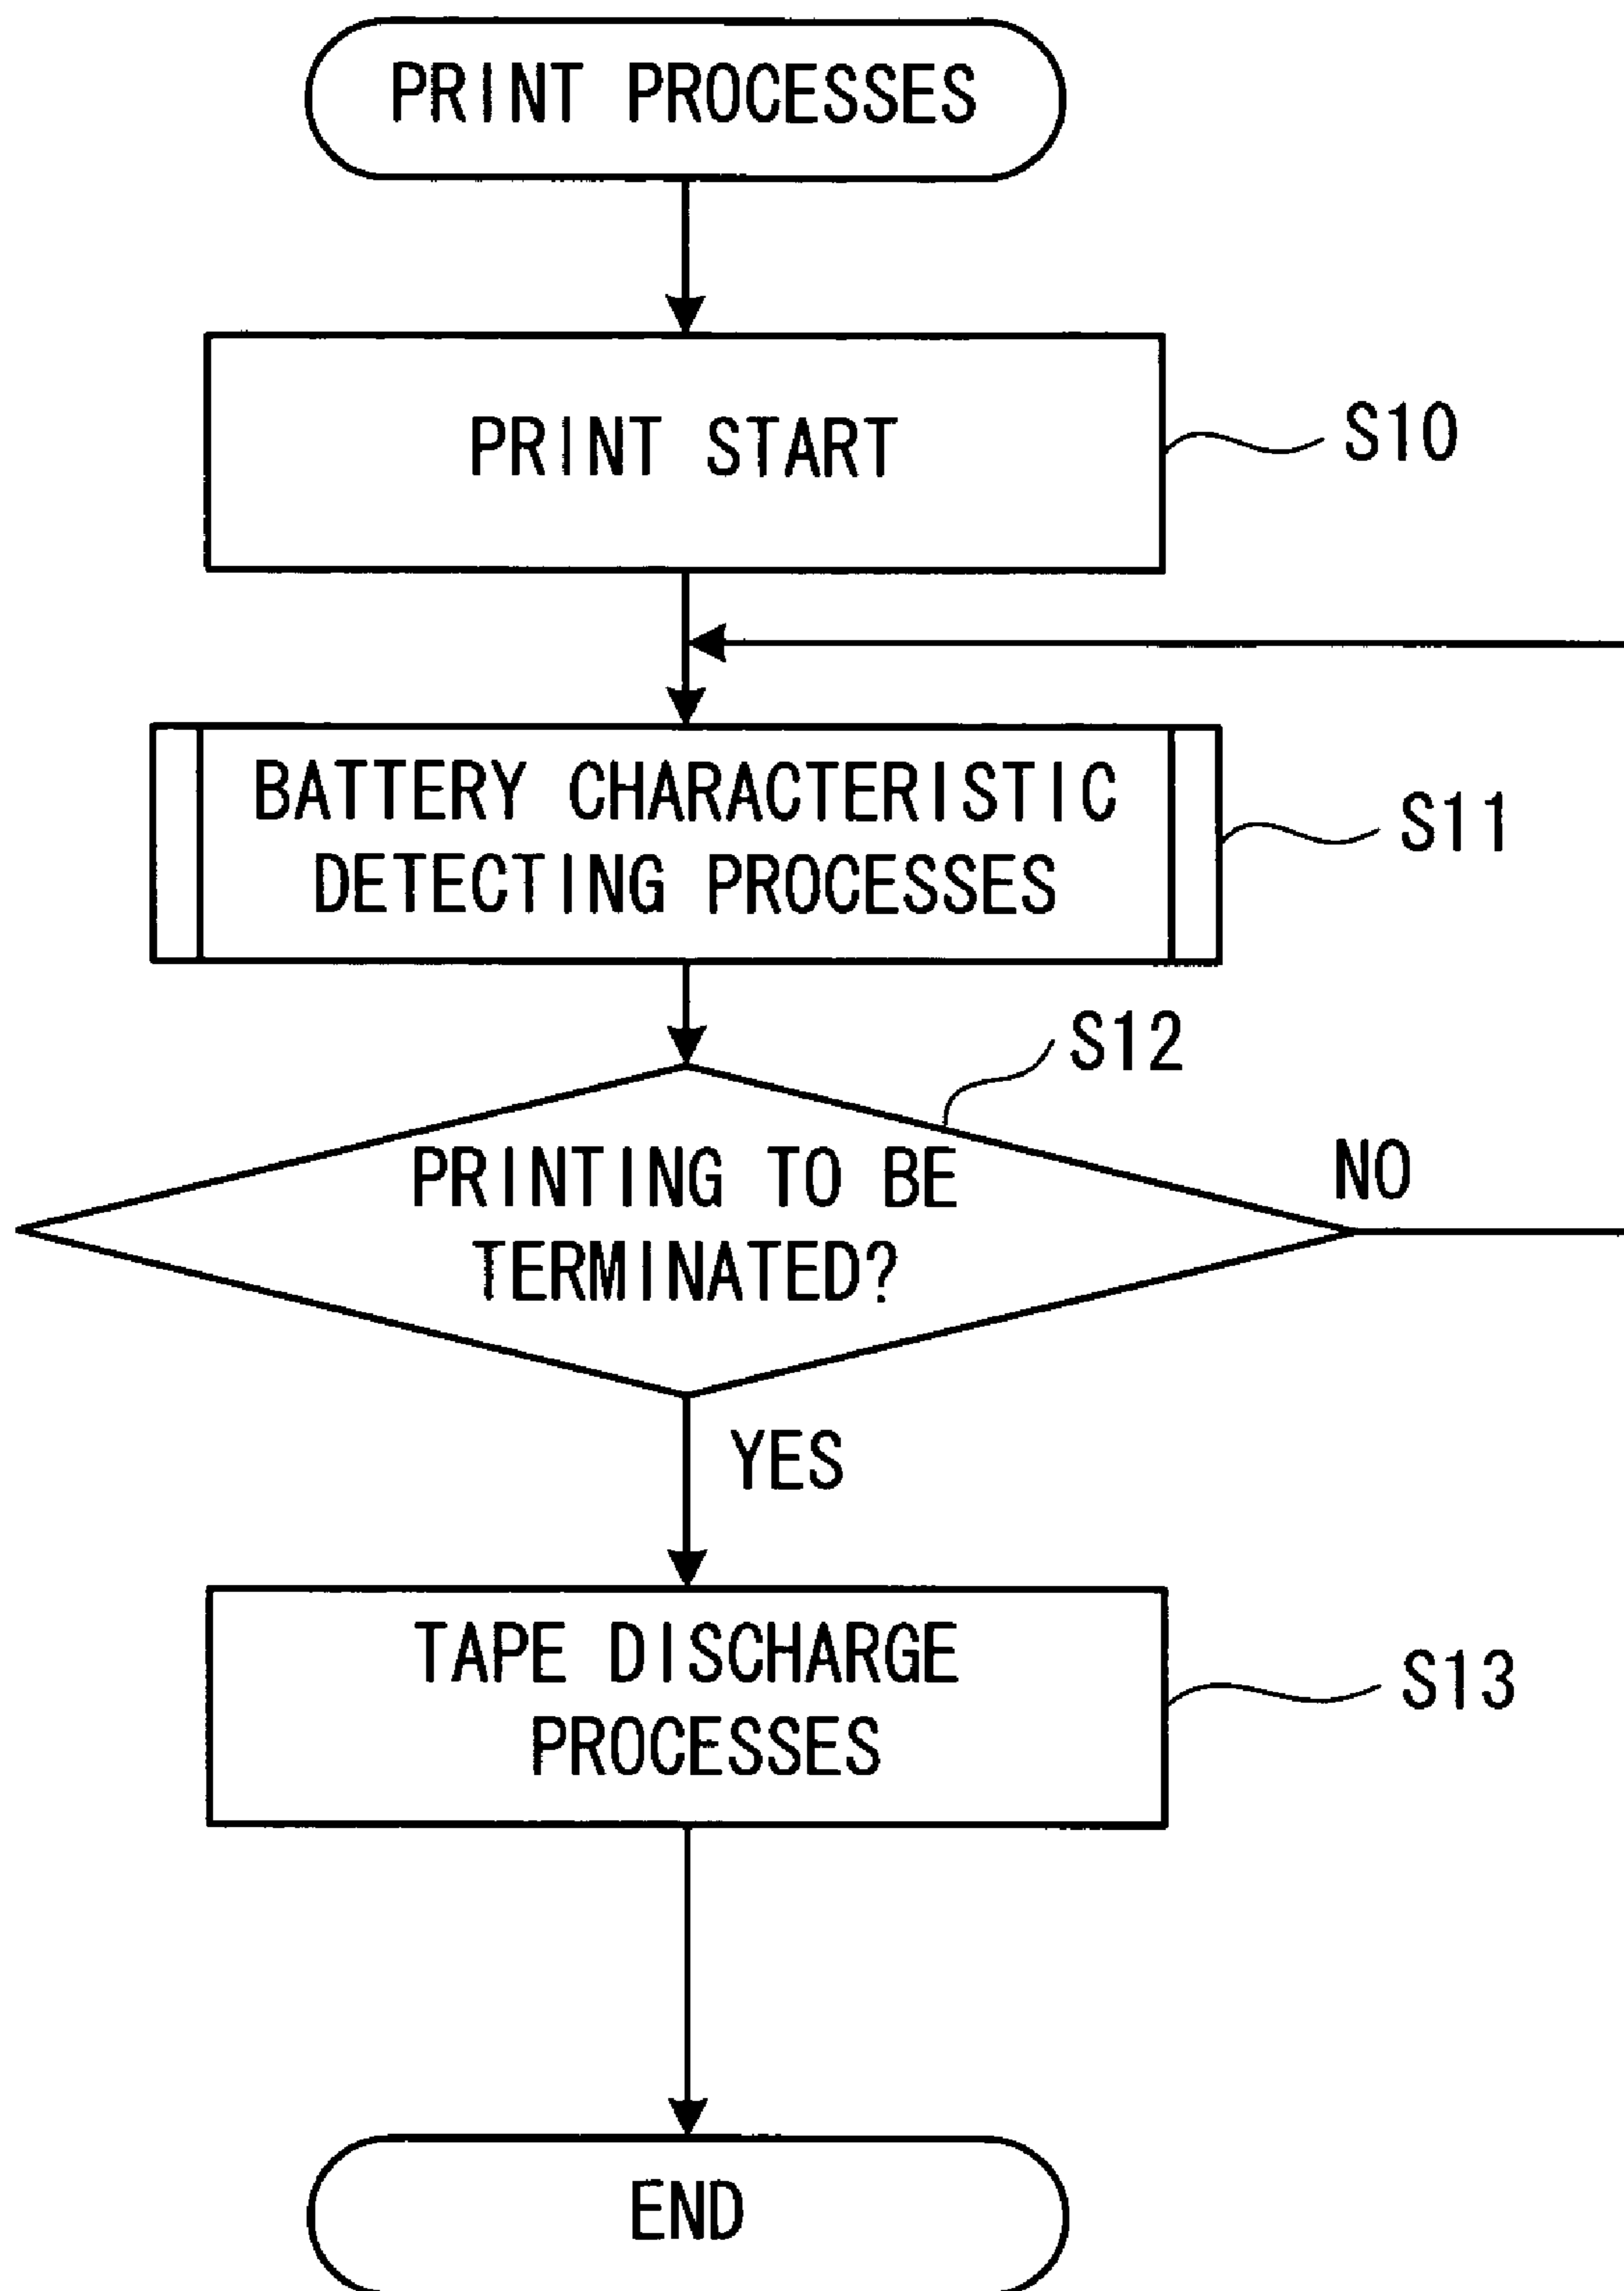 PRINT PROCESSES
PRINT START
S10
BATTERY CHARACTERISTIC
DETECTING PROCESSES
S11
S12
PRINTING TO BE
TERMINATED?
NO
YES
TAPE DISCHARGE
PROCESSES
S13
END